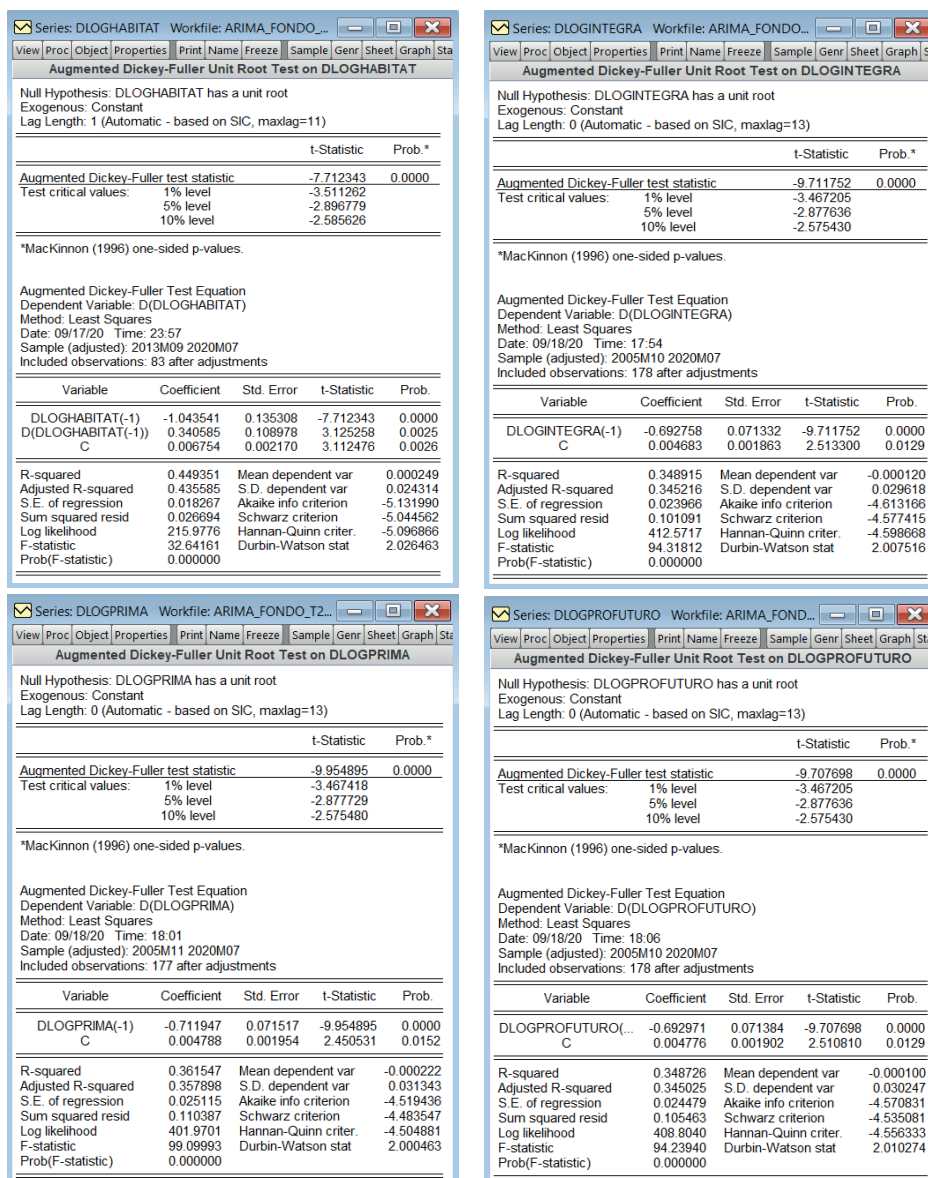 Series: DLOGHABITAT Workfile: ARIMA_FONDO_...
View Proc Object Properties Print Name Freeze Sample Genr Sheet Graph Sta
Augmented Dickey-Fuller Unit Root Test on DLOGHABITAT
Null Hypothesis: DLOGHABITAT has a unit root
Exogenous: Constant
Lag Length: 1 (Automatic - based on SIC, maxlag=11)
t-Statistic Prob.*
Augmented Dickey-Fuller test statistic -7.712343 0.0000
Test critical values: 1% level -3.511262
5% level -2.896779
10% level -2.585626
*MacKinnon (1996) one-sided p-values.
Augmented Dickey-Fuller Test Equation
Dependent Variable: D(DLOGHABITAT)
Method: Least Squares
Date: 09/17/20 Time: 23:57
Sample (adjusted): 2013M09 2020M07
Included observations: 83 after adjustments
Variable Coefficient Std. Error t-Statistic Prob.
DLOGHABITAT(-1) -1.043541 0.135308 -7.712343 0.0000
D(DLOGHABITAT(-1)) 0.340585 0.108978 3.125258 0.0025
C 0.006754 0.002170 3.112476 0.0026
R-squared 0.449351 Mean dependent var 0.000249
Adjusted R-squared 0.435585 S.D. dependent var 0.024314
S.E. of regression 0.018267 Akaike info criterion -5.131990
Sum squared resid 0.026694 Schwarz criterion -5.044562
Log likelihood 215.9776 Hannan-Quinn criter. -5.096866
F-statistic 32.64161 Durbin-Watson stat 2.026463
Prob(F-statistic) 0.000000
Series: DLOGINTEGRA Workfile: ARIMA_FONDO...
View Proc Object Properties Print Name Freeze Sample Genr Sheet Graph S
Augmented Dickey-Fuller Unit Root Test on DLOGINTEGRA
Null Hypothesis: DLOGINTEGRA has a unit root
Exogenous: Constant
Lag Length: 0 (Automatic - based on SIC, maxlag=13)
t-Statistic Prob.*
Augmented Dickey-Fuller test statistic -9.711752 0.0000
Test critical values: 1% level -3.467205
5% level -2.877636
10% level -2.575430
*MacKinnon (1996) one-sided p-values.
Augmented Dickey-Fuller Test Equation
Dependent Variable: D(DLOGINTEGRA)
Method: Least Squares
Date: 09/18/20 Time: 17:54
Sample (adjusted): 2005M10 2020M07
Included observations: 178 after adjustments
Variable Coefficient Std. Error t-Statistic Prob.
DLOGINTEGRA(-1) -0.692758 0.071332 -9.711752 0.0000
C 0.004683 0.001863 2.513300 0.0129
R-squared 0.348915 Mean dependent var -0.000120
Adjusted R-squared 0.345216 S.D. dependent var 0.029618
S.E. of regression 0.023966 Akaike info criterion -4.613166
Sum squared resid 0.101091 Schwarz criterion -4.577415
Log likelihood 412.5717 Hannan-Quinn criter. -4.598668
F-statistic 94.31812 Durbin-Watson stat 2.007516
Prob(F-statistic) 0.000000
Series: DLOGPRIMA Workfile: ARIMA_FONDO_T2...
View Proc Object Properties Print Name Freeze Sample Genr Sheet Graph Sta
Augmented Dickey-Fuller Unit Root Test on DLOGPRIMA
Null Hypothesis: DLOGPRIMA has a unit root
Exogenous: Constant
Lag Length: 0 (Automatic - based on SIC, maxlag=13)
t-Statistic Prob.*
Augmented Dickey-Fuller test statistic -9.954895 0.0000
Test critical values: 1% level -3.467418
5% level -2.877729
10% level -2.575480
*MacKinnon (1996) one-sided p-values.
Augmented Dickey-Fuller Test Equation
Dependent Variable: D(DLOGPRIMA)
Method: Least Squares
Date: 09/18/20 Time: 18:01
Sample (adjusted): 2005M11 2020M07
Included observations: 177 after adjustments
Variable Coefficient Std. Error t-Statistic Prob.
DLOGPRIMA(-1) -0.711947 0.071517 -9.954895 0.0000
C 0.004788 0.001954 2.450531 0.0152
R-squared 0.361547 Mean dependent var -0.000222
Adjusted R-squared 0.357898 S.D. dependent var 0.031343
S.E. of regression 0.025115 Akaike info criterion -4.519436
Sum squared resid 0.110387 Schwarz criterion -4.483547
Log likelihood 401.9701 Hannan-Quinn criter. -4.504881
F-statistic 99.09993 Durbin-Watson stat 2.000463
Prob(F-statistic) 0.000000
Series: DLOGPROFUTURO Workfile: ARIMA_FOND...
View Proc Object Properties Print Name Freeze Sample Genr Sheet Graph Sta
Augmented Dickey-Fuller Unit Root Test on DLOGPROFUTURO
Null Hypothesis: DLOGPROFUTURO has a unit root
Exogenous: Constant
Lag Length: 0 (Automatic - based on SIC, maxlag=13)
t-Statistic Prob.*
Augmented Dickey-Fuller test statistic -9.707698 0.0000
Test critical values: 1% level -3.467205
5% level -2.877636
10% level -2.575430
*MacKinnon (1996) one-sided p-values.
Augmented Dickey-Fuller Test Equation
Dependent Variable: D(DLOGPROFUTURO)
Method: Least Squares
Date: 09/18/20 Time: 18:06
Sample (adjusted): 2005M10 2020M07
Included observations: 178 after adjustments
Variable Coefficient Std. Error t-Statistic Prob.
DLOGPROFUTURO(... -0.692971 0.071384 -9.707698 0.0000
C 0.004776 0.001902 2.510810 0.0129
R-squared 0.348726 Mean dependent var -0.000100
Adjusted R-squared 0.345025 S.D. dependent var 0.030247
S.E. of regression 0.024479 Akaike info criterion -4.570831
Sum squared resid 0.105463 Schwarz criterion -4.535081
Log likelihood 408.8040 Hannan-Quinn criter. -4.556333
F-statistic 94.23940 Durbin-Watson stat 2.010274
Prob(F-statistic) 0.000000